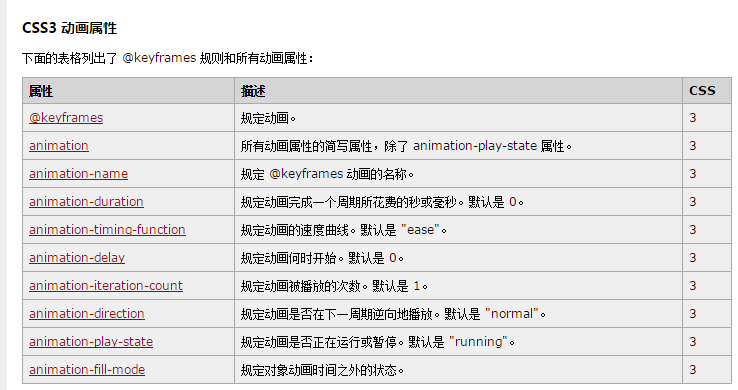 CSS3 动画属性
下面的表格列出了 @keyframes 规则和所有动画属性：
属性 描述 CSS
@keyframes 规定动画。 3
animation 所有动画属性的简写属性，除了 animation-play-state 属性。 3
animation-name 规定 @keyframes 动画的名称。 3
animation-duration 规定动画完成一个周期所花费的秒或毫秒。默认是 0。 3
animation-timing-function 规定动画的速度曲线。默认是 "ease"。 3
animation-delay 规定动画何时开始。默认是 0。 3
animation-iteration-count 规定动画被播放的次数。默认是 1。 3
animation-direction 规定动画是否在下一周期逆向地播放。默认是 "normal"。 3
animation-play-state 规定动画是否正在运行或暂停。默认是 "running"。 3
animation-fill-mode 规定对象动画时间之外的状态。 3